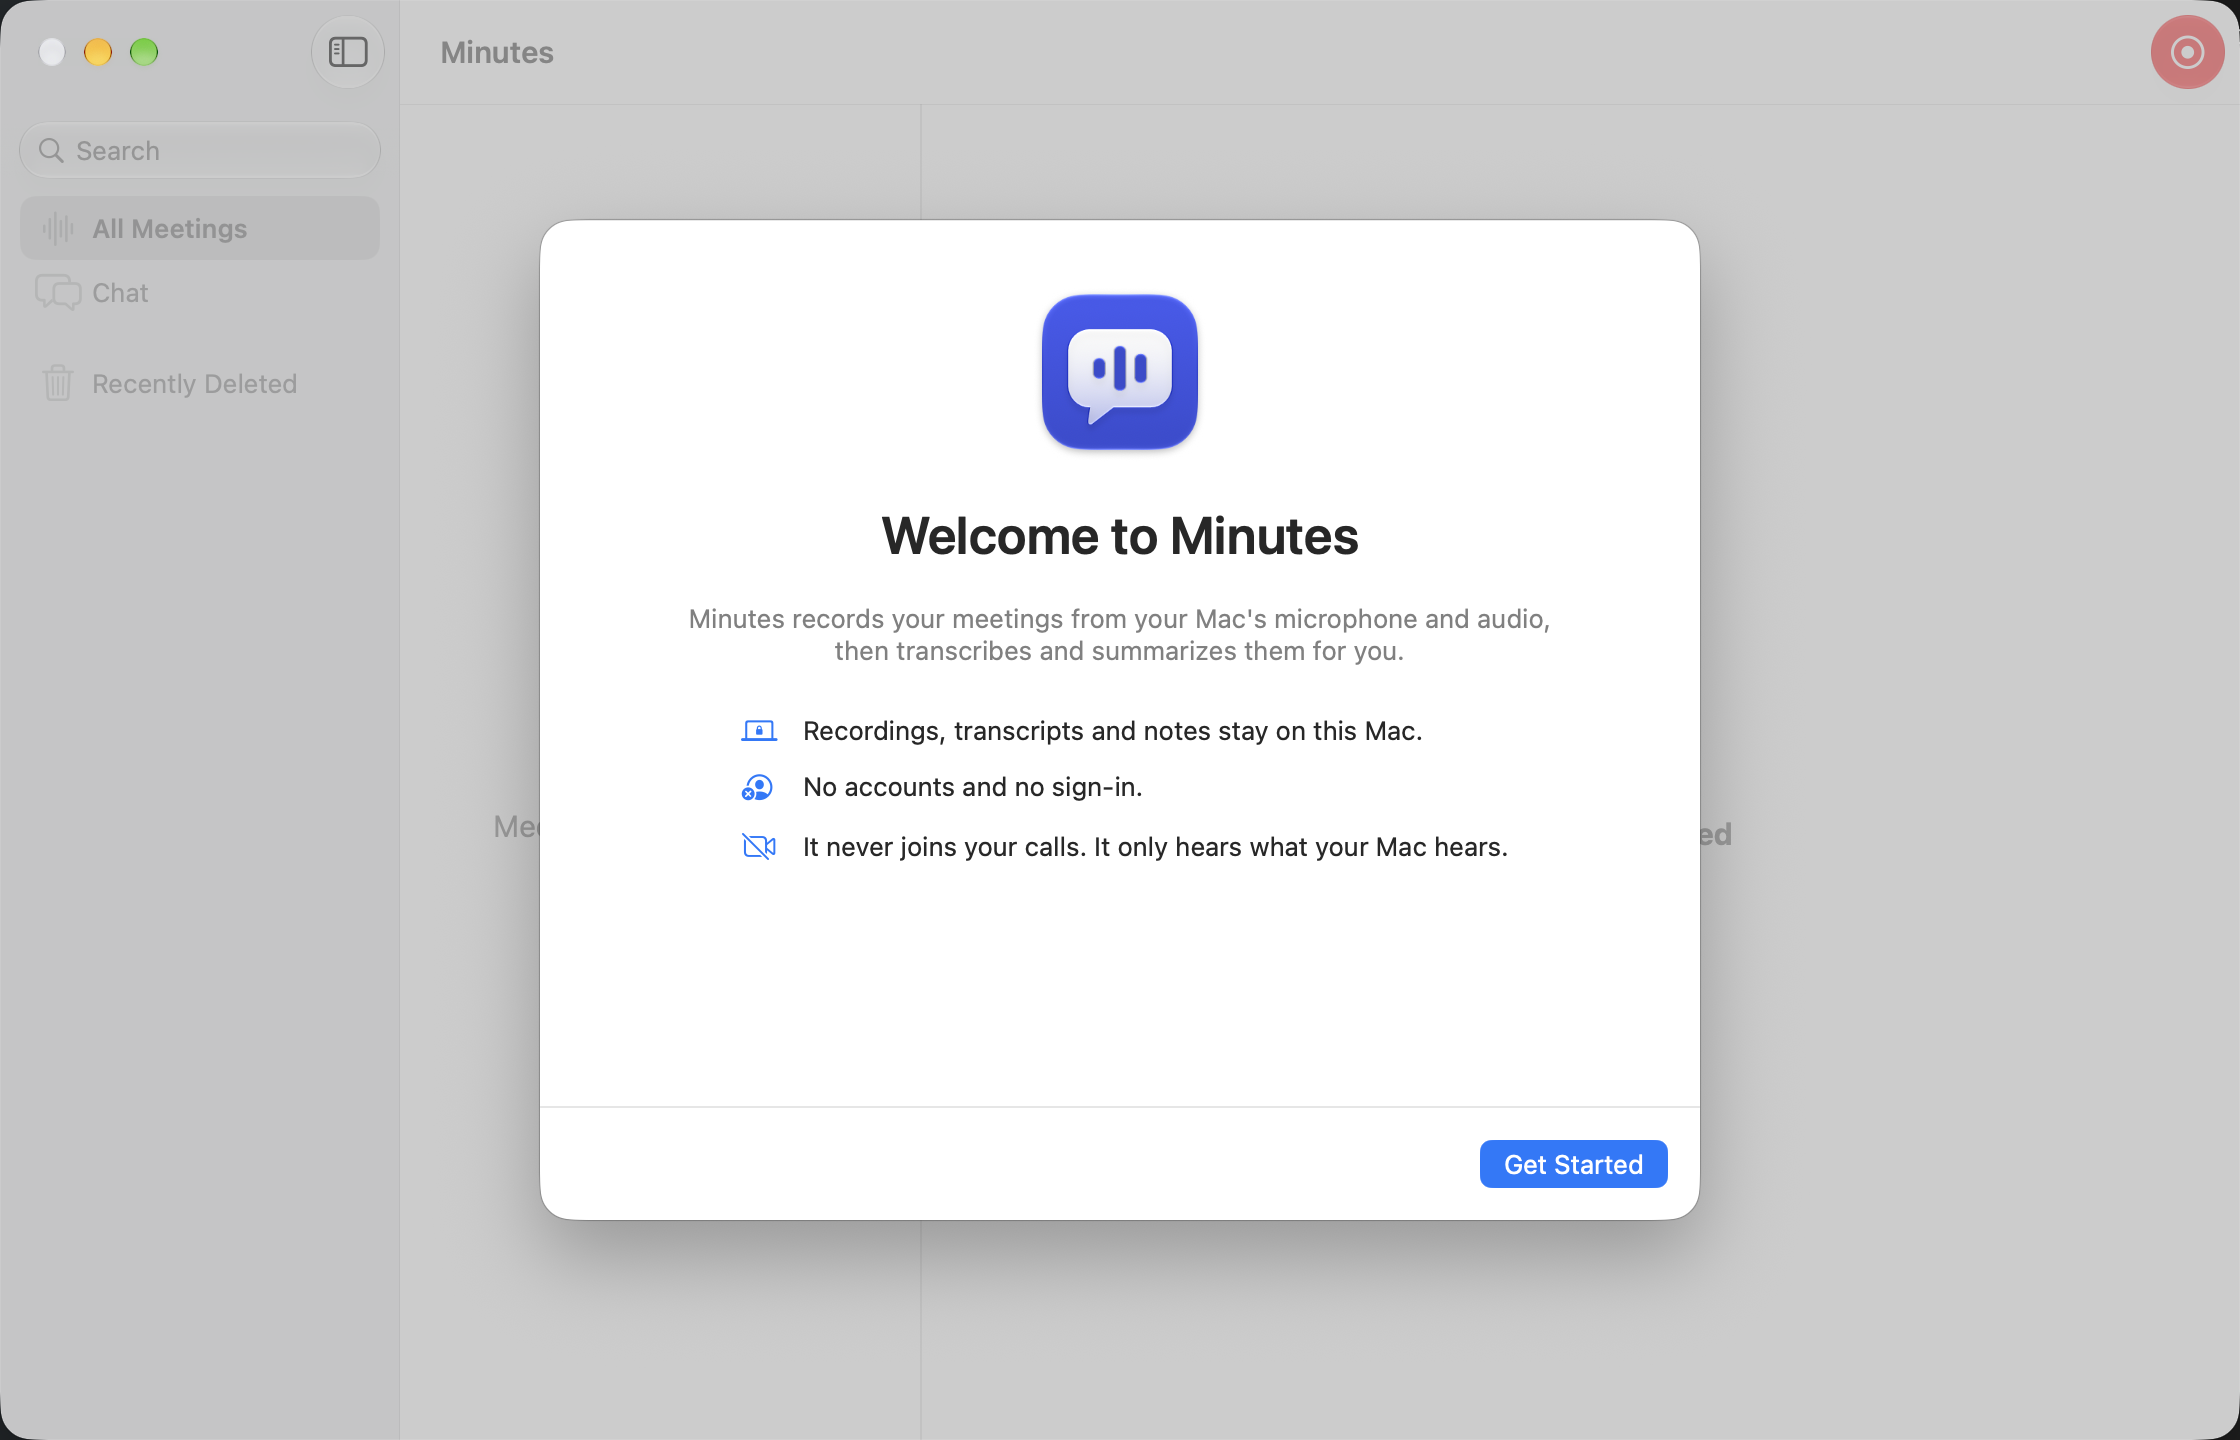 Minutes
Search
All Meetings
Chat
Recently Deleted
Welcome to Minutes
Minutes records your meetings from your Mac's microphone and audio,
then transcribes and summarizes them for you.
Recordings, transcripts and notes stay on this Mac.
No accounts and no sign-in.
It never joins your calls. It only hears what your Mac hears.
Get Started